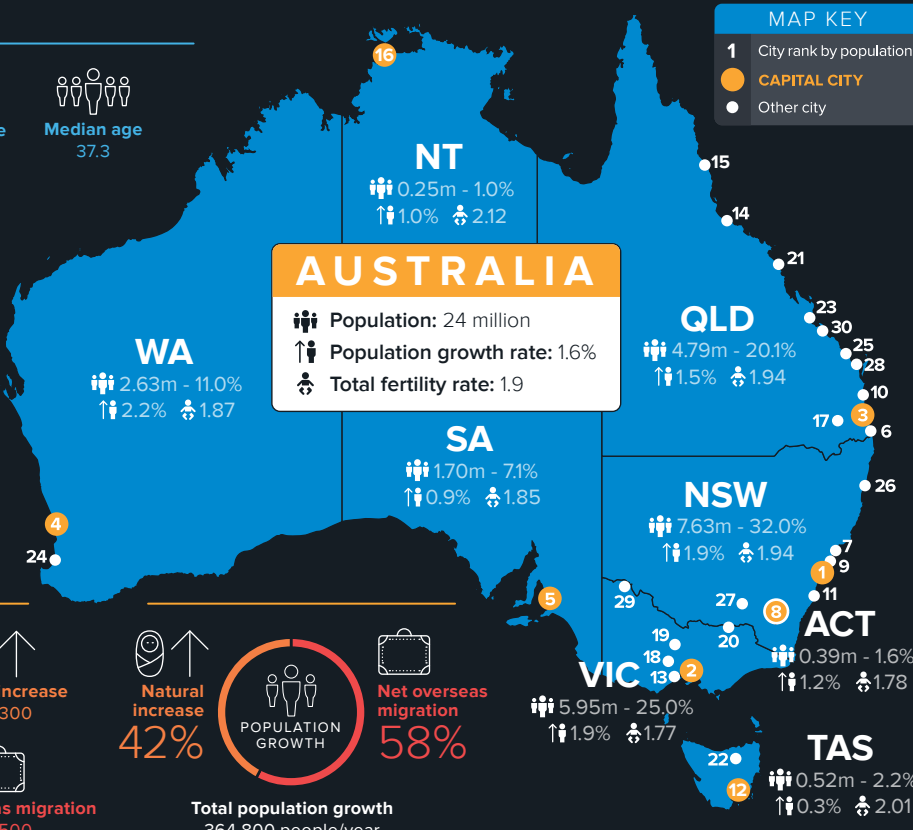 MAP KEY
1 City rank by population
CAPITAL CITY
Other city
Median age
37.3
16
NT
0.25m - 1.0%
1.0% 2.12
15
14
21
23
30
25
28
10
3
17
6
26
7
9
1
11
8
27
20
29
19
18
13
2
22
12
5
4
24
AUSTRALIA
Population: 24 million
Population growth rate: 1.6%
Total fertility rate: 1.9
QLD
4.79m - 20.1%
1.5% 1.94
WA
2.63m - 11.0%
2.2% 1.87
SA
1.70m - 7.1%
0.9% 1.85
NSW
7.63m - 32.0%
1.9% 1.94
ACT
0.39m - 1.6%
1.2% 1.78
VIC
5.95m - 25.0%
1.9% 1.77
TAS
0.52m - 2.2%
0.3% 2.01
increase
300
Natural
increase
42%
POPULATION
GROWTH
Net overseas
migration
58%
migration
Total population growth
364,800 people/year